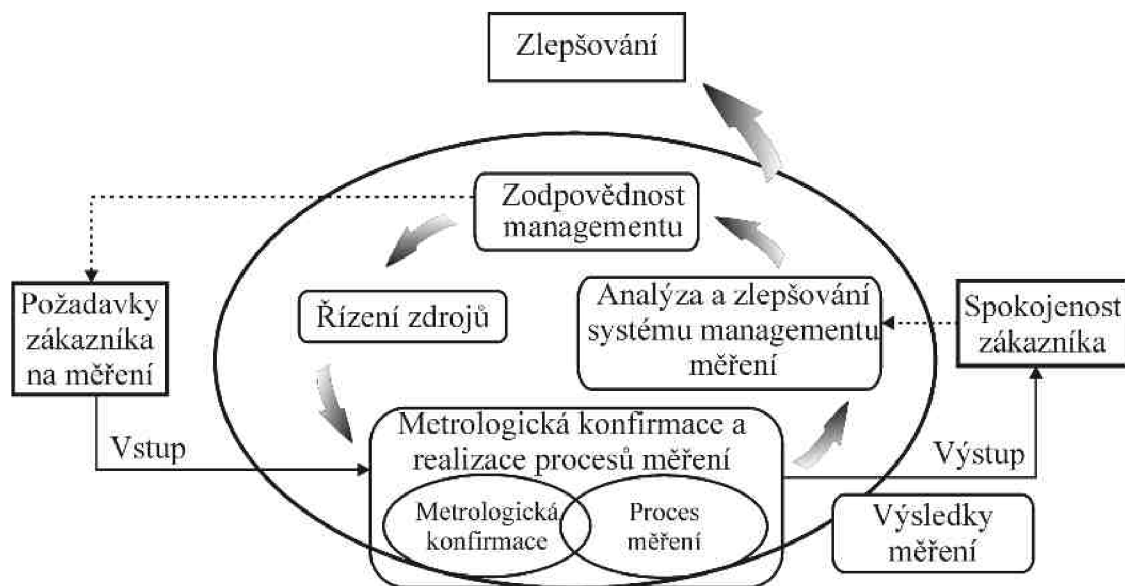 Zlepšování
Zodpovědnost
managementu
Požadavky
zákazníka
na měření
Řízení zdrojů
Analýza a zlepšování
systému managementu
měření
Spokojenost
zákazníka
Vstup
Metrologická konfirmace a
realizace procesů měření
Výstup
Metrologická
konfirmace
Proces
měření
Výsledky
měření